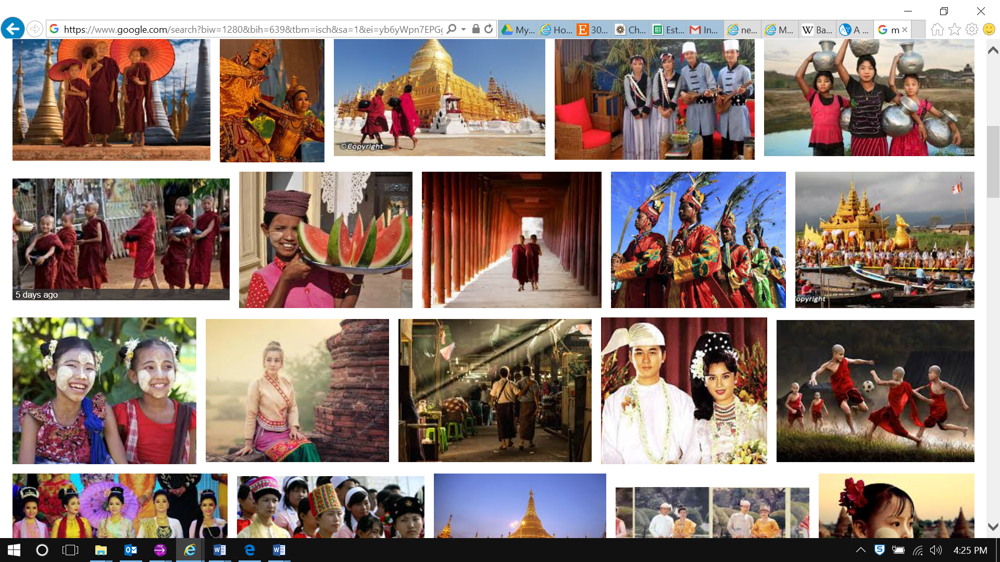 https://www.google.com/search?biw=1280&bih=639&tbm=isch&sa=1&ei=yb6yWpn7EPG
My...
Ho...
30...
Ch...
Est...
In...
ne...
M...
W Ba...
A ...
G m
©Copyright
5 days ago
opyright
4:25 PM